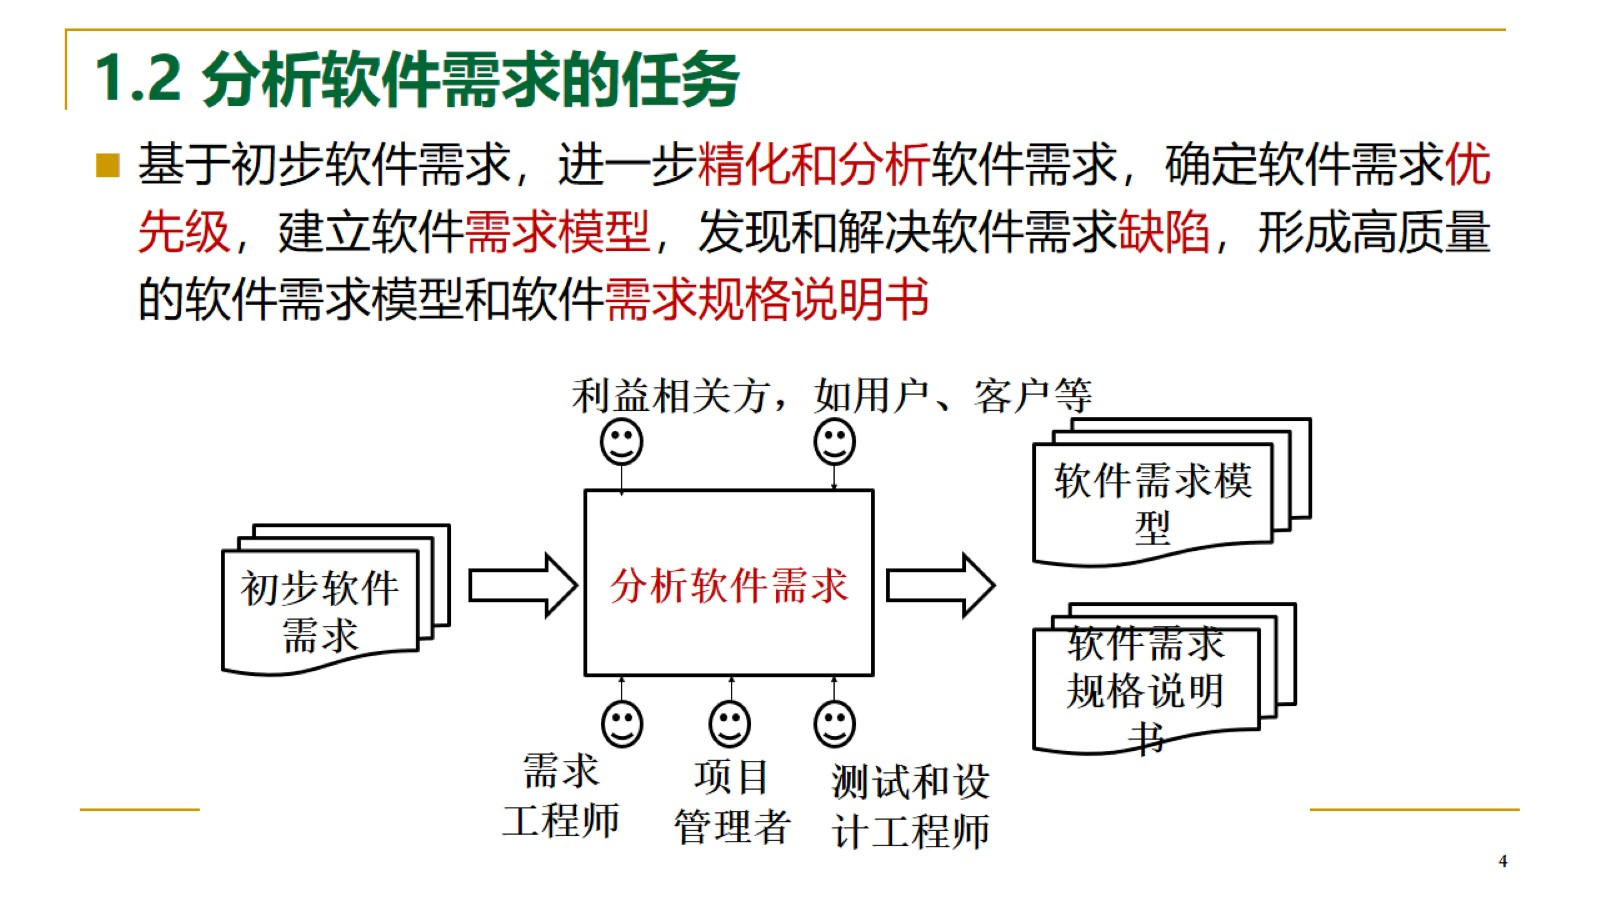 1.2 分析软件需求的任务
基于初步软件需求，进一步精化和分析软件需求，确定软件需求优
先级，建立软件需求模型，发现和解决软件需求缺陷，形成高质量
的软件需求模型和软件需求规格说明书
利益相关方，如用户、客户等
初步软件
需求
分析软件需求
软件需求模
型
软件需求
规格说明
书
需求
工程师
项目
管理者
测试和设
计工程师
4